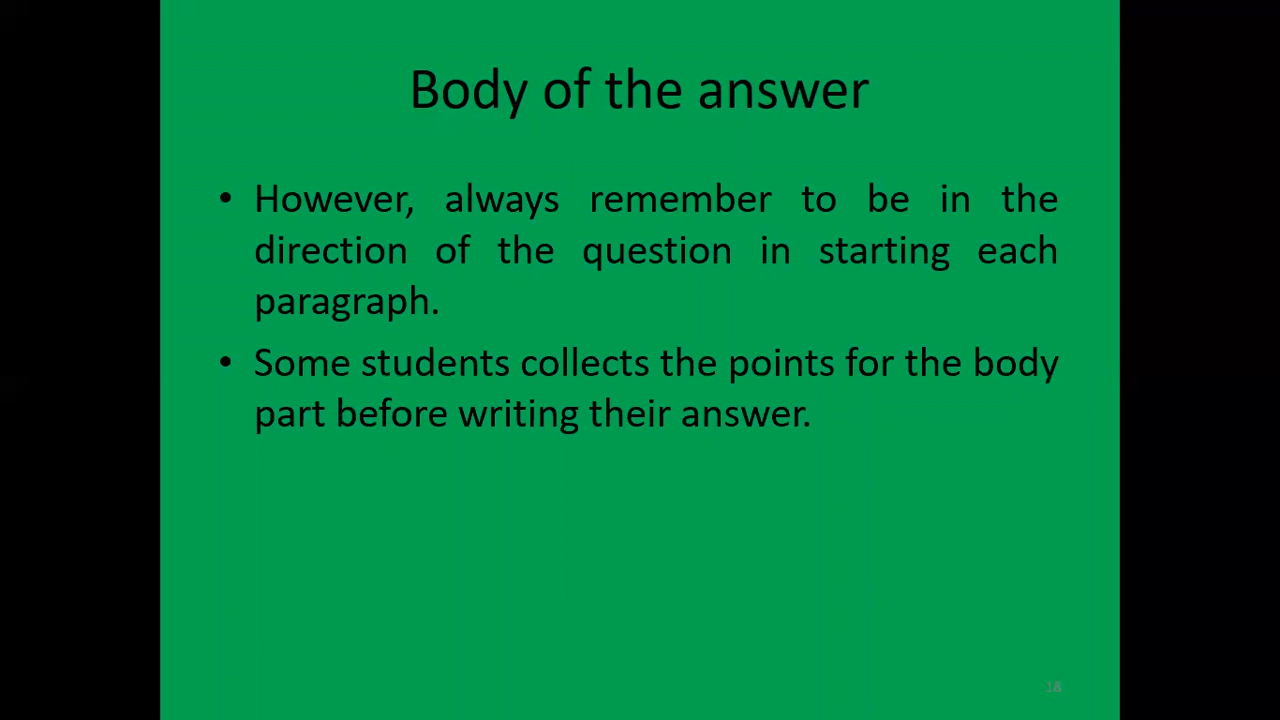 Body of the answer
• However, always remember to be in the
direction of the question in starting each
paragraph.
• Some students collects the points for the body
part before writing their answer.